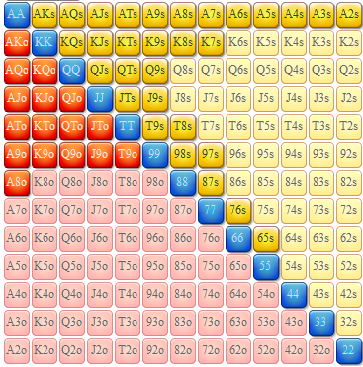 AA AKs AQs AJs ATs A9s A8s A7s A6s A5s A4s A3s A2s
AKo KK KQs KJs KTs K9s K8s K7s K6s K5s K4s K3s K2s
AQo KQo QQ QJs QTs Q9s Q8s Q7s Q6s Q5s Q4s Q3s Q2s
AJo KJo QJo JJ JTs J9s J8s J7s J6s J5s J4s J3s J2s
ATo KTo QTo JTo TT T9s T8s T7s T6s T5s T4s T3s T2s
A9o K9o Q9o J9o T9o 99 98s 97s 96s 95s 94s 93s 92s
A8o K8o Q8o J8o T8o 98o 88 87s 86s 85s 84s 83s 82s
A7o K7o Q7o J7o T7o 97o 87o 77 76s 75s 74s 73s 72s
A6o K6o Q6o J6o T6o 96o 86o 76o 66 65s 64s 63s 62s
A5o K5o Q5o J5o T5o 95o 85o 75o 65o 55 54s 53s 52s
A4o K4o Q4o J4o T4o 94o 84o 74o 64o 54o 44 43s 42s
A3o K3o Q3o J3o T3o 93o 83o 73o 63o 53o 43o 33 32s
A2o K2o Q2o J2o T2o 92o 82o 72o 62o 52o 42o 32o 22